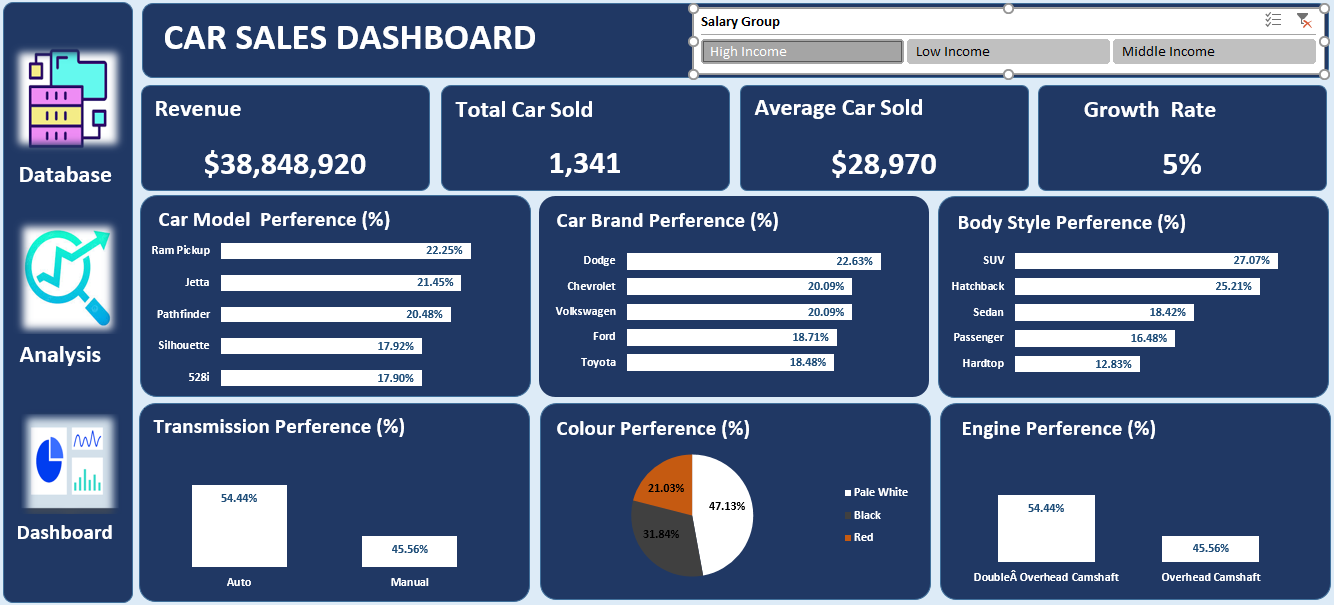 CAR SALES DASHBOARD
Salary Group
High Income
Low Income
Middle Income
Database
Analysis
Dashboard
Revenue
$38,848,920
Total Car Sold
1,341
Average Car Sold
$28,970
Growth Rate
5%
Car Model Perference (%)
Ram Pickup 22.25%
Jetta 21.45%
Pathfinder 20.48%
Silhouette 17.92%
528i 17.90%
Car Brand Perference (%)
Dodge 22.63%
Chevrolet 20.09%
Volkswagen 20.09%
Ford 18.71%
Toyota 18.48%
Body Style Perference (%)
SUV 27.07%
Hatchback 25.21%
Sedan 18.42%
Passenger 16.48%
Hardtop 12.83%
Transmission Perference (%)
54.44%
45.56%
Auto
Manual
Colour Perference (%)
21.03%
47.13%
31.84%
Pale White
Black
Red
Engine Perference (%)
54.44%
45.56%
DoubleÂ Overhead Camshaft
Overhead Camshaft